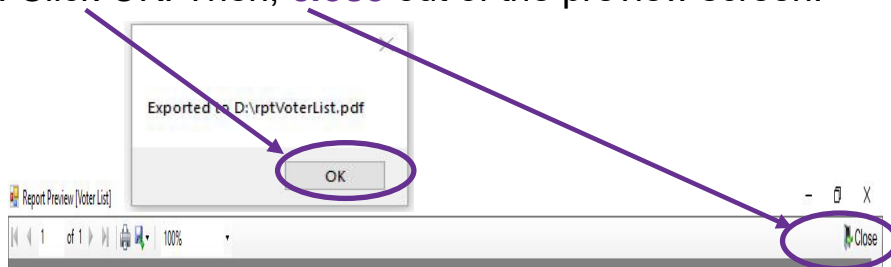 Click OK. Then, close out of the preview screen.
Exported to D:\rptVoterList.pdf
OK
Report Preview [Voter List]
1 of 1 100% Close